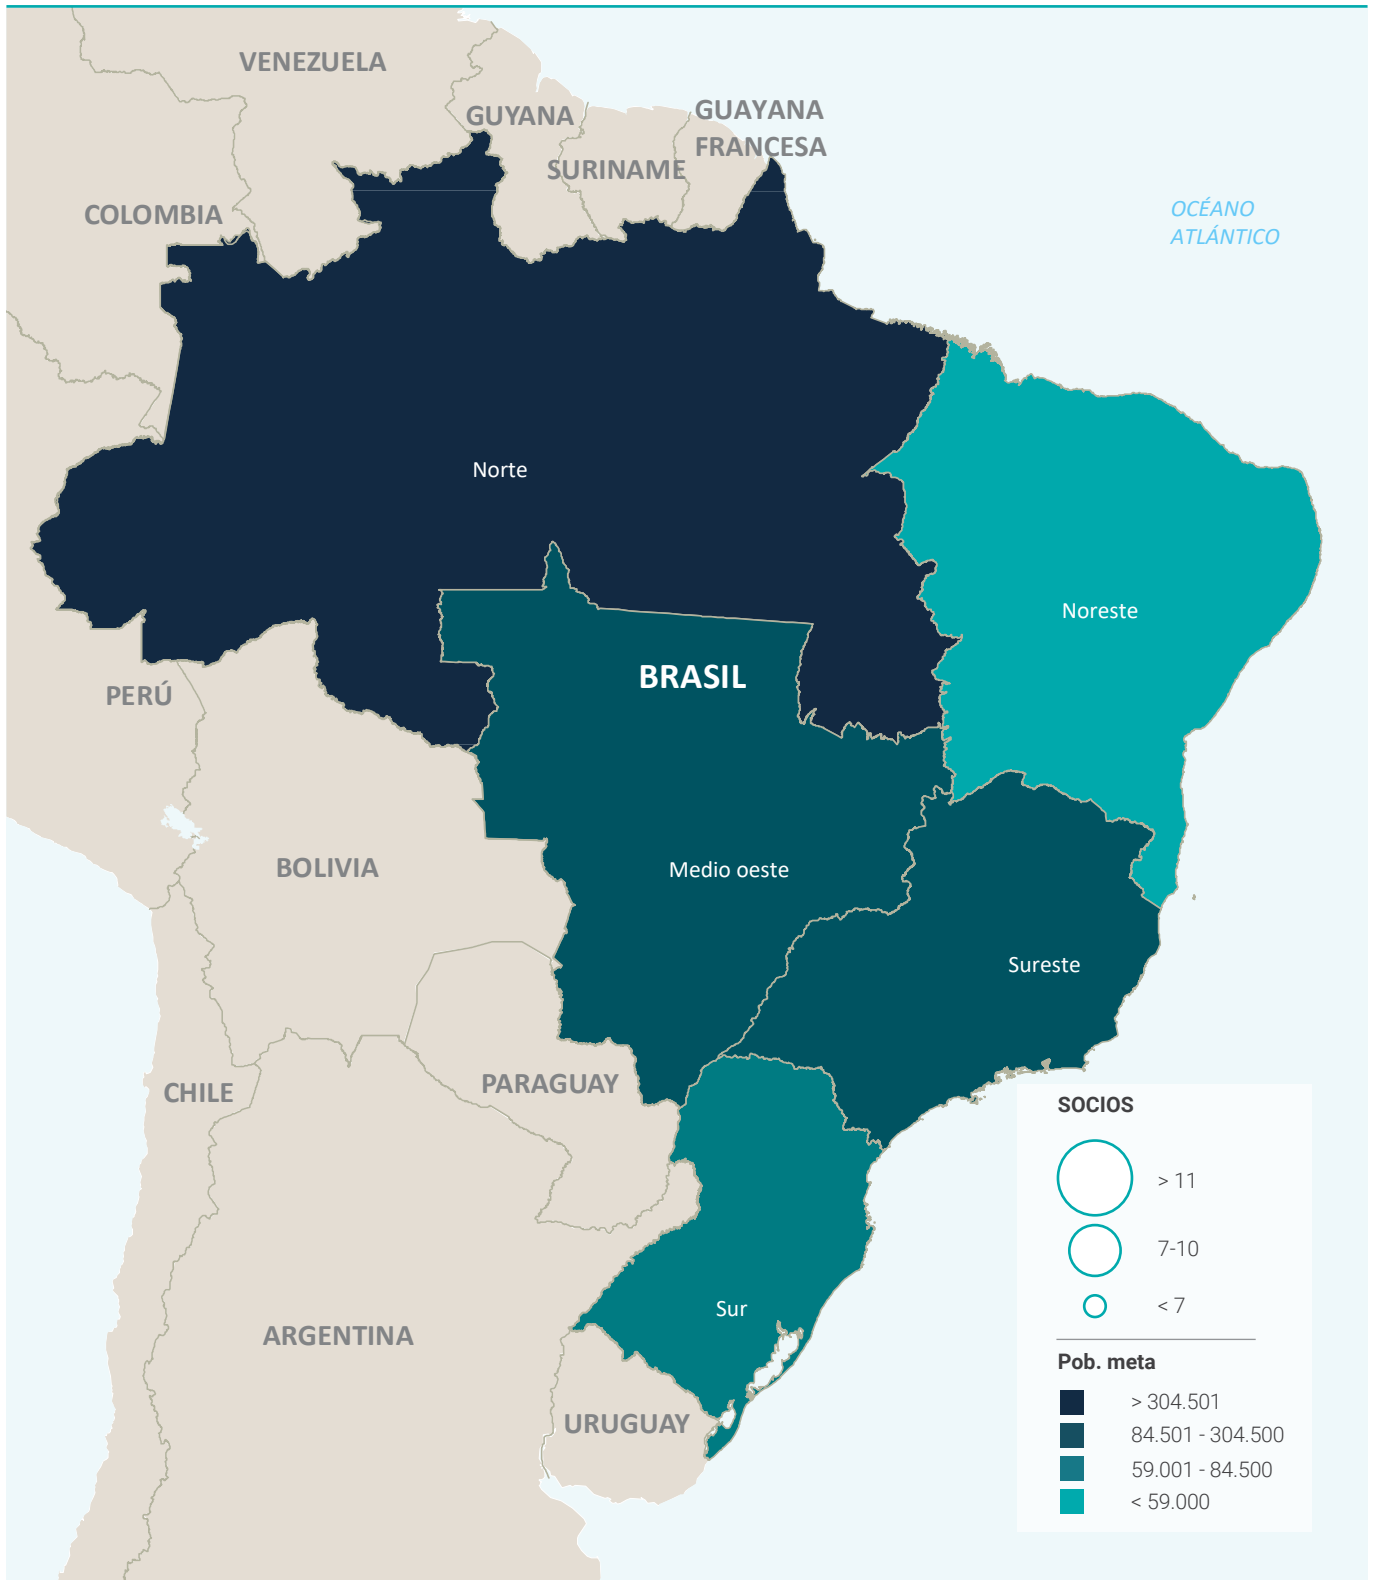 VENEZUELA
GUYANA
GUAYANA
FRANCESA
SURINAME
COLOMBIA
OCÉANO
ATLÁNTICO
Norte
Noreste
BRASIL
PERÚ
BOLIVIA
Medio oeste
Sureste
PARAGUAY
CHILE
SOCIOS
> 11
7-10
< 7
Sur
ARGENTINA
URUGUAY
Pob. meta
> 304.501
84.501 - 304.500
59.001 - 84.500
< 59.000